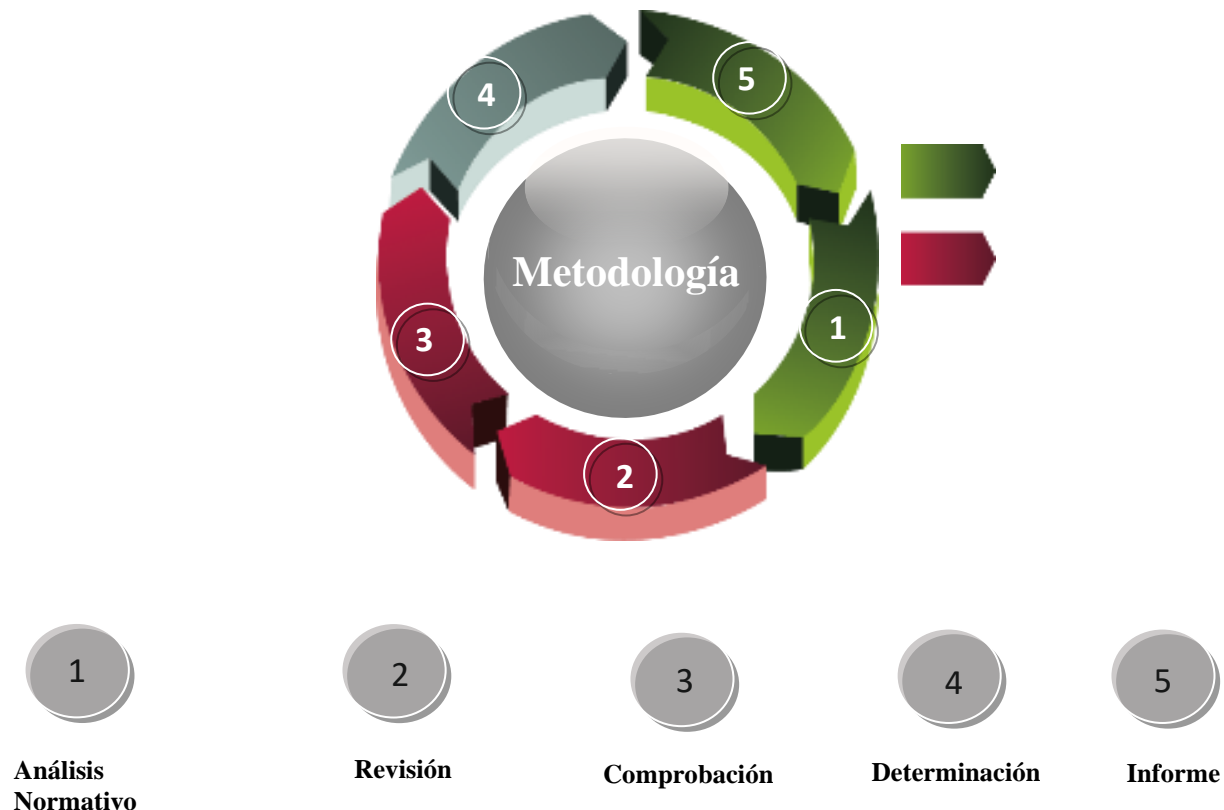 4
5
Metodología
3
1
2
1
2
3
4
5
Análisis
Normativo
Revisión
Comprobación
Determinación
Informe